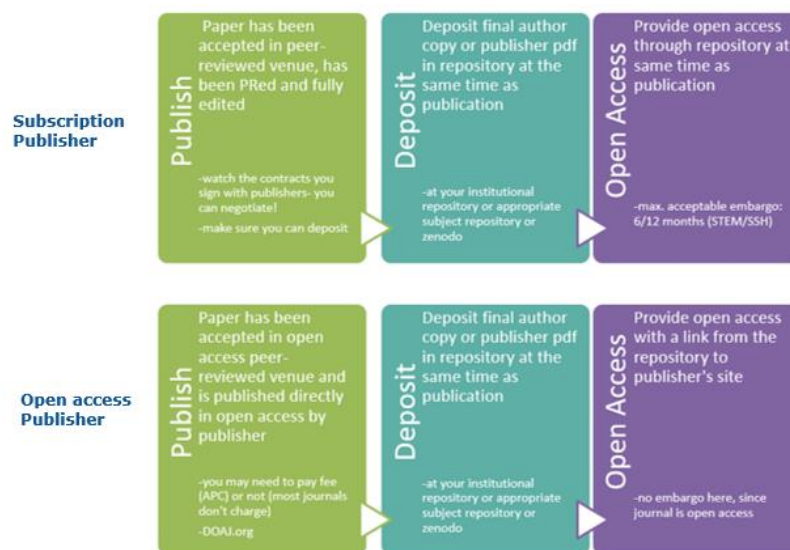 Subscription
Publisher
Publish
Paper has been
accepted in peer-
reviewed venue, has
been PRed and fully
edited
-watch the contracts you
sign with publishers- you
can negotiate!
-make sure you can deposit
Deposit
Deposit final author
copy or publisher pdf
in repository at the
same time as
publication
-at your institutional
repository or appropriate
subject repository or
zenodo
Open Access
Provide open access
through repository at
same time as
publication
-max. acceptable embargo:
6/12 months (STEM/SSH)
Open access
Publisher
Publish
Paper has been
accepted in open
access peer-
reviewed venue and
is published directly
in open access by
publisher
-you may need to pay fee
(APC) or not (most journals
don't charge)
-DOAJ.org
Deposit
Deposit final author
copy or publisher pdf
in repository at the
same time as
publication
-at your institutional
repository or appropriate
subject repository or
zenodo
Open Access
Provide open access
with a link from the
repository to
publisher's site
-no embargo here, since
journal is open access